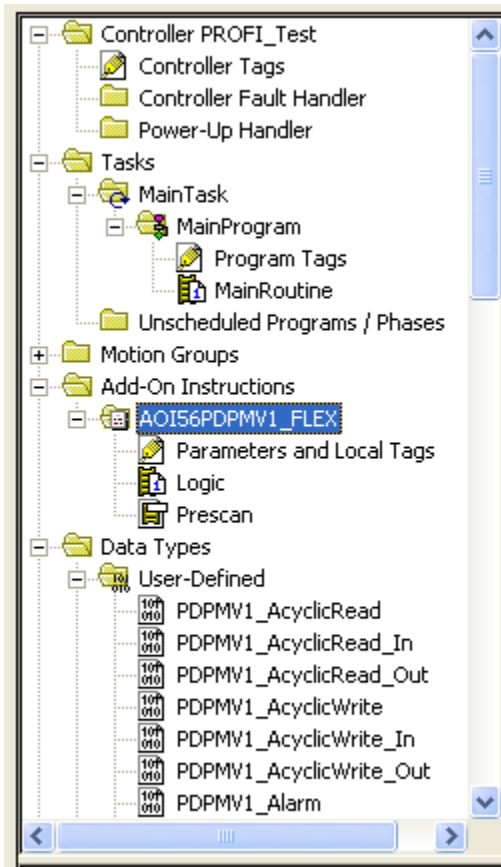 Controller PROFI_Test
Controller Tags
Controller Fault Handler
Power-Up Handler
Tasks
MainTask
MainProgram
Program Tags
MainRoutine
Unscheduled Programs / Phases
Motion Groups
Add-On Instructions
AOI56PDPMV1_FLEX
Parameters and Local Tags
Logic
Prescan
Data Types
User-Defined
PDPMV1_AcyclicRead
PDPMV1_AcyclicRead_In
PDPMV1_AcyclicRead_Out
PDPMV1_AcyclicWrite
PDPMV1_AcyclicWrite_In
PDPMV1_AcyclicWrite_Out
PDPMV1_Alarm